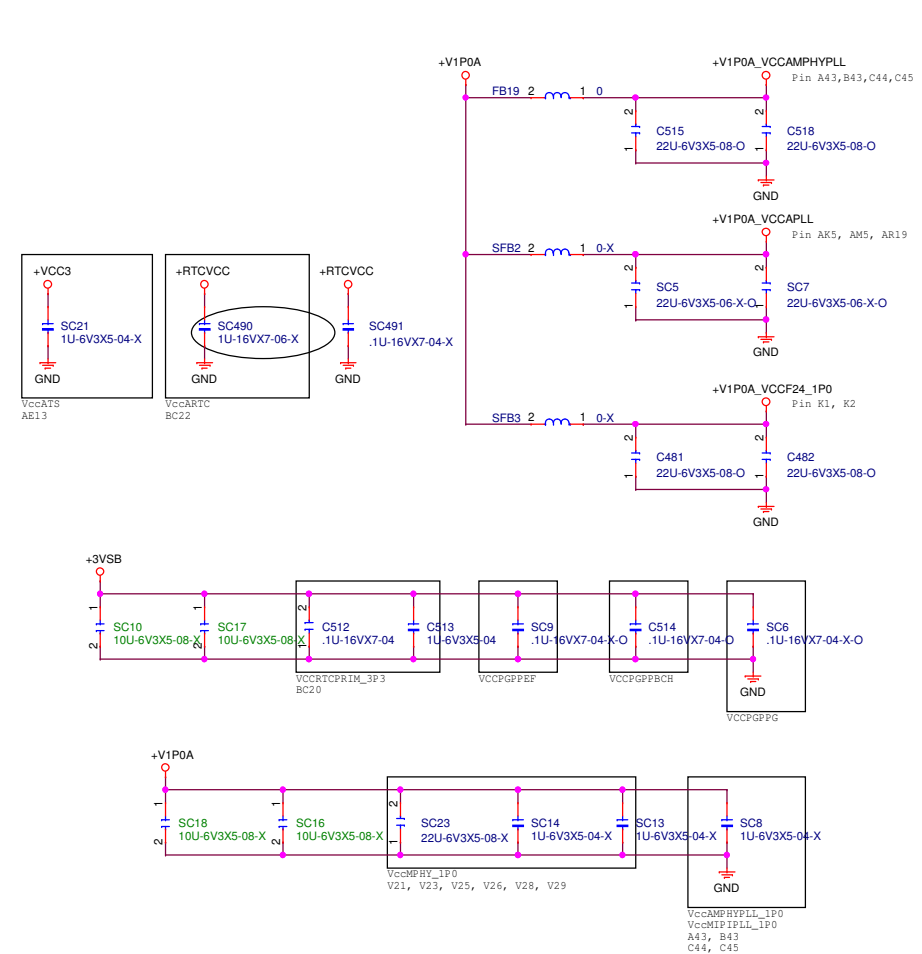 +V1P0A
+V1P0A_VCCAMPHYPLL
Pin A43,B43,C44,C45
FB19 2 1 0
2 C515
1 22U-6V3X5-08-O
2 C518
1 22U-6V3X5-08-O
GND
+V1P0A_VCCAPLL
Pin AK5, AM5, AR19
SFB2 2 1 0-X
2 SC5
1 22U-6V3X5-06-X-O
2 SC7
1 22U-6V3X5-06-X-O
GND
+V1P0A_VCCF24_1P0
Pin K1, K2
SFB3 2 1 0-X
2 C481
1 22U-6V3X5-08-O
2 C482
1 22U-6V3X5-08-O
GND
+VCC3
SC21
1U-6V3X5-04-X
GND
VccATS
AE13
+RTCVCC
SC490
1U-16VX7-06-X
GND
VccARTC
BC22
+RTCVCC
SC491
.1U-16VX7-04-X
GND
+3VSB
1 SC10
2 10U-6V3X5-08-X
1 SC17
2 10U-6V3X5-08-X
2 C512
1 .1U-16VX7-04
C513
1U-6V3X5-04
VCCRTCPRIM_3P3
BC20
SC9
.1U-16VX7-04-X-O
VCCPGPPEF
C514
.1U-16VX7-04-O
VCCPGPPBCH
SC6
.1U-16VX7-04-X-O
GND
VCCPGPPG
+V1P0A
1 SC18
2 10U-6V3X5-08-X
1 SC16
2 10U-6V3X5-08-X
2 SC23
1 22U-6V3X5-08-X
SC14
1U-6V3X5-04-X
SC13
1U-6V3X5-04-X
VccMPHY_1P0
V21, V23, V25, V26, V28, V29
SC8
1U-6V3X5-04-X
GND
VccAMPHYPLL_1P0
VccMIPIPLL_1P0
A43, B43
C44, C45